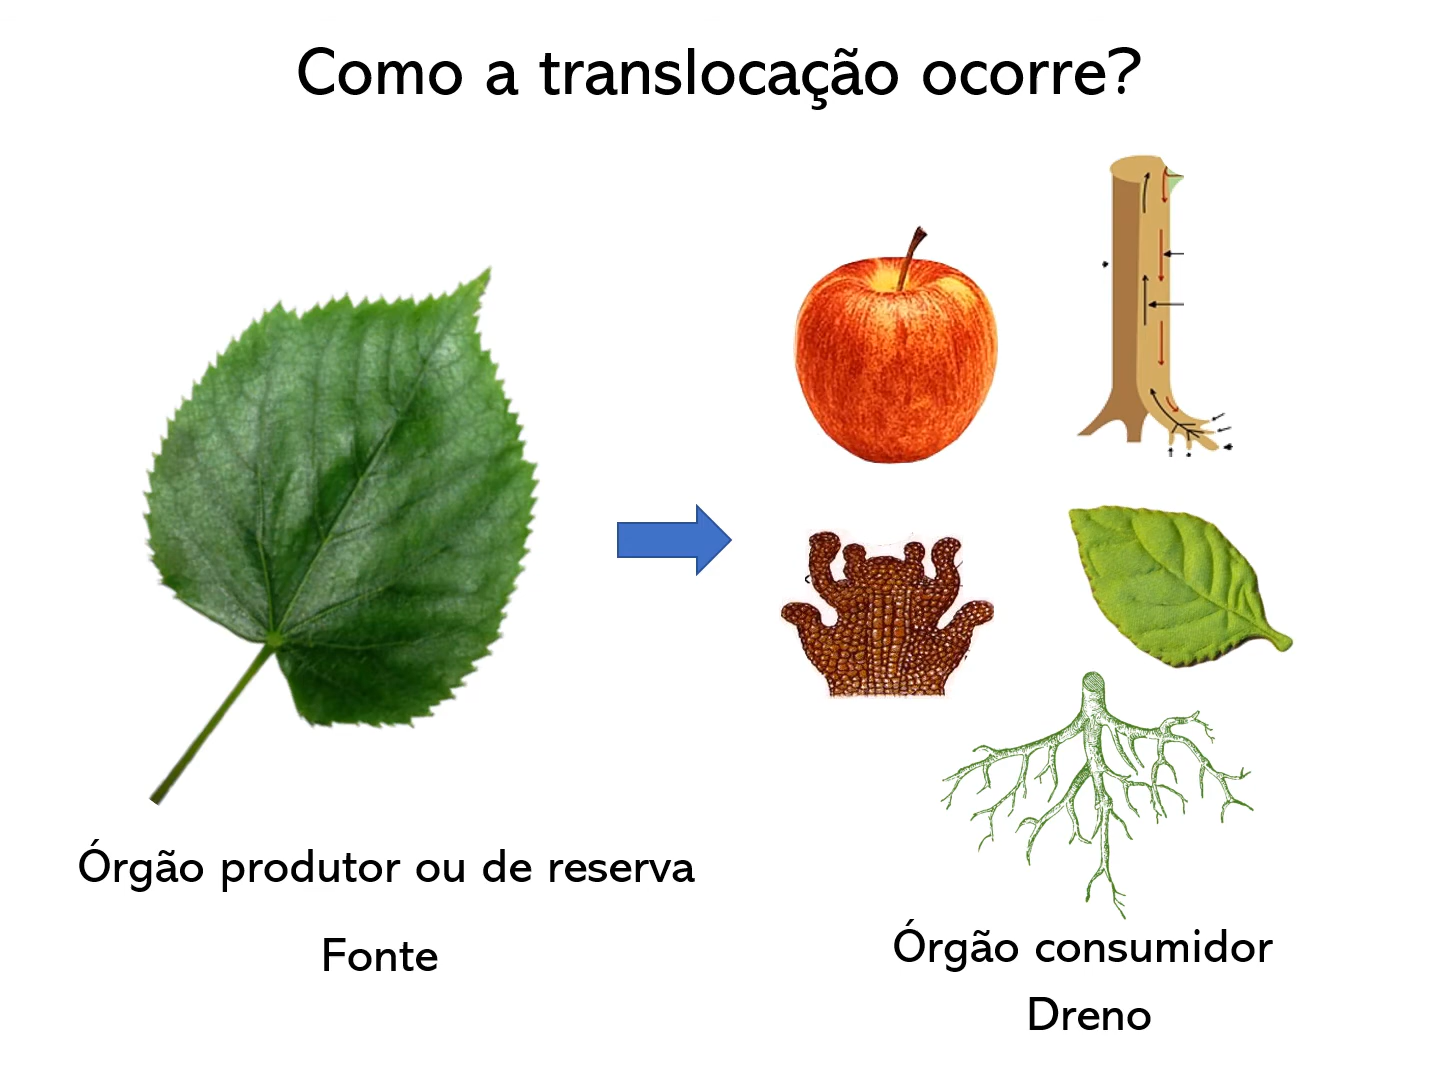 Como a translocação ocorre?
Órgão produtor ou de reserva
Fonte
Órgão consumidor
Dreno